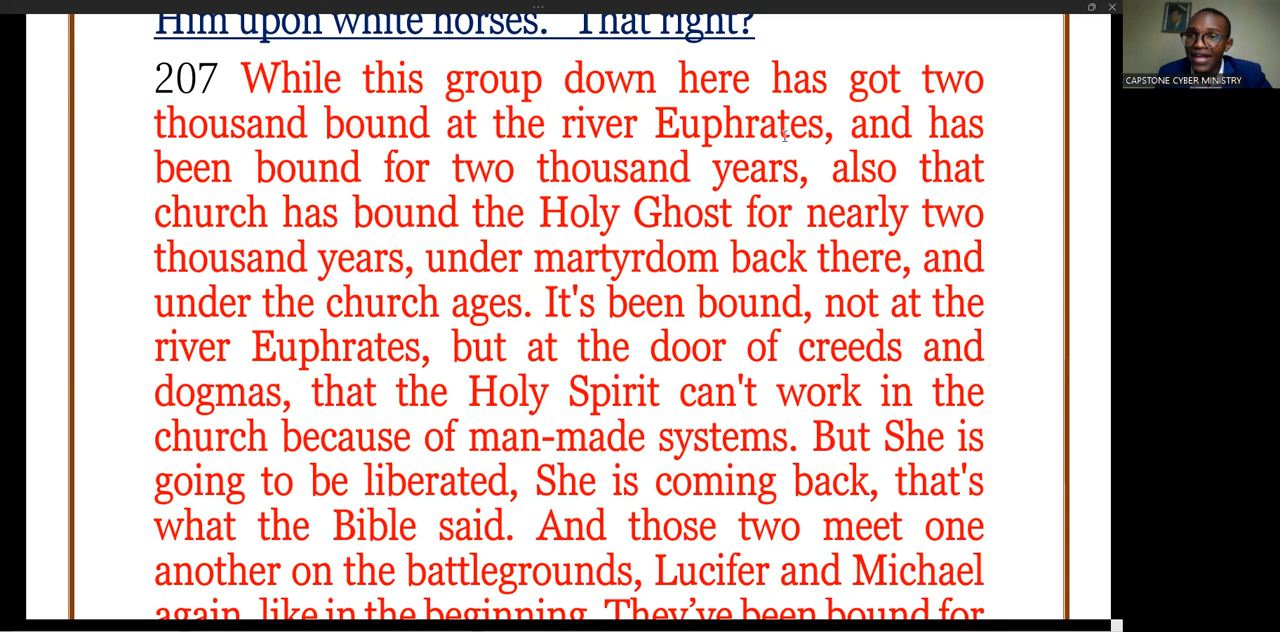 Him upon white horses." That right?
207 While this group down here has got two
thousand bound at the river Euphrates, and has
been bound for two thousand years, also that
church has bound the Holy Ghost for nearly two
thousand years, under martyrdom back there, and
under the church ages. It's been bound, not at the
river Euphrates, but at the door of creeds and
dogmas, that the Holy Spirit can't work in the
church because of man-made systems. But She is
going to be liberated, She is coming back, that's
what the Bible said. And those two meet one
another on the battlegrounds, Lucifer and Michael
again, like in the beginning. They've been bound for
CAPSTONE CYBER MINISTRY